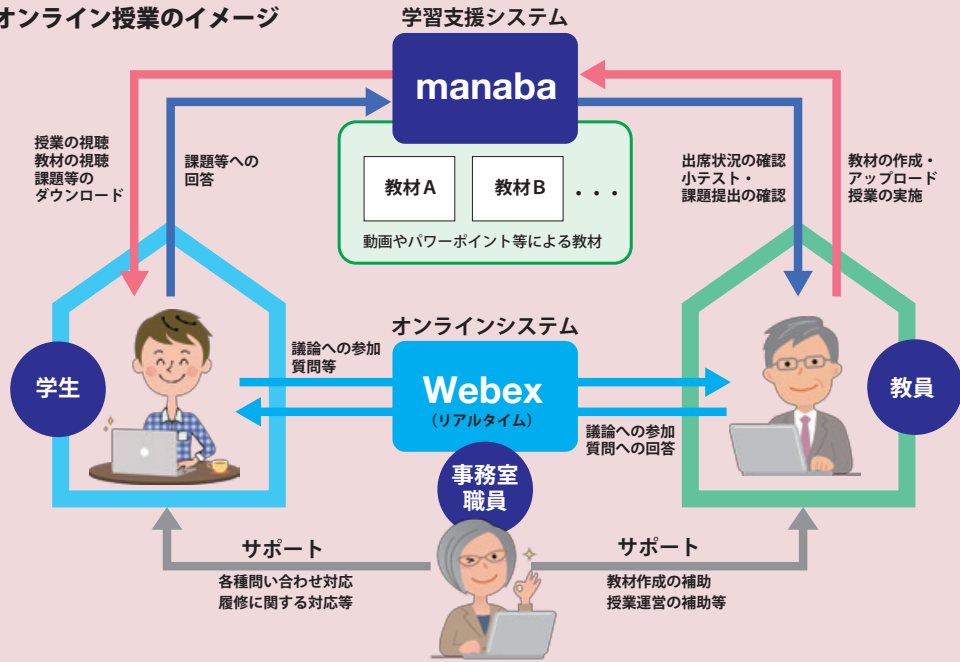 オンライン授業のイメージ
学習支援システム
manaba
授業の視聴
教材の視聴
課題等の
ダウンロード
課題等への
回答
教材A
教材B
・・・
動画やパワーポイント等による教材
出席状況の確認
小テスト・
課題提出の確認
教材の作成・
アップロード
授業の実施
オンラインシステム
Webex
（リアルタイム）
学生
議論への参加
質問等
議論への参加
質問への回答
教員
事務室
職員
サポート
各種問い合わせ対応
履修に関する対応等
サポート
教材作成の補助
授業運営の補助等